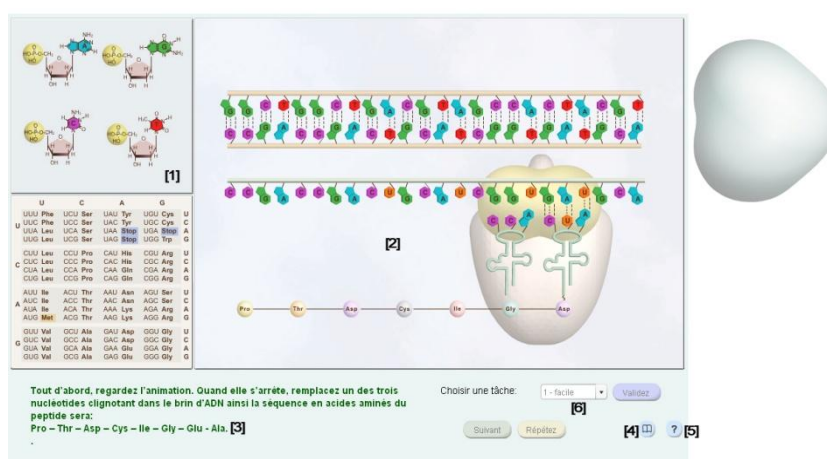 [1]
U C A G
UUU Phe UCU Ser UAU Tyr UGU Cys U
UUC Phe UCC Ser UAC Tyr UGC Cys C
U
UUA Leu UCA Ser UAA Stop UGA Stop A
UUG Leu UCG Ser UAG Stop UGG Trp G
CUU Leu CCU Pro CAU His CGU Arg U
CUC Leu CCC Pro CAC His CGC Arg C
C
CUA Leu CCA Pro CAA Gln CGA Arg A
CUG Leu CCG Pro CAG Gln CGG Arg G
AUU Ile ACU Thr AAU Asn AGU Ser U
AUC Ile ACC Thr AAC Asn AGC Ser C
A
AUA Ile ACA Thr AAA Lys AGA Arg A
AUG Met ACG Thr AAG Lys AGG Arg G
GUU Val GCU Ala GAU Asp GGU Gly U
GUC Val GCC Ala GAC Asp GGC Gly C
G
GUA Val GCA Ala GAA Glu GGA Gly A
GUG Val GCG Ala GAG Glu GGG Gly G
G G C T G G C T G A C G T A G C C A C T A C G T
C C G A C C G A C T G C A T C G G T G A T G C A
C C G A C C G A C U G C A U C G G U G A U G C A
C C A C U A
[2]
Pro Thr Asp Cys Ile Gly Asp
Tout d'abord, regardez l'animation. Quand elle s'arrête, remplacez un des trois
nucléotides clignotant dans le brin d'ADN ainsi la séquence en acides aminés du
peptide sera:
Pro – Thr – Asp – Cys – Ile – Gly – Glu - Ala. [3]
.
Choisir une tâche: 1 - facile Validez
[6]
Suivant Répétez [4] ? [5]